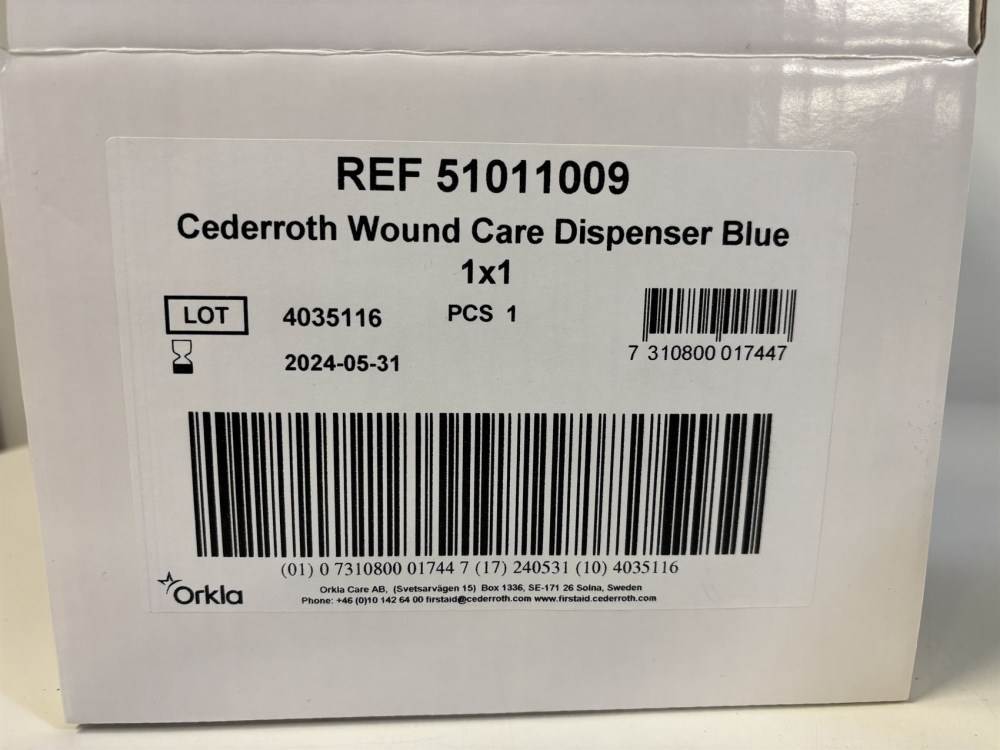 REF 51011009
Cederroth Wound Care Dispenser Blue
1x1
LOT 4035116 PCS 1
2024-05-31
7 310800 017447
(01) 0 7310800 01744 7 (17) 240531 (10) 4035116
Orkla
Orkla Care AB, (Svetsarvägen 15) Box 1336, SE-171 26 Solna, Sweden
Phone: +46 (0)10 142 64 00 firstaid@cederroth.com www.firstaid.cederroth.com